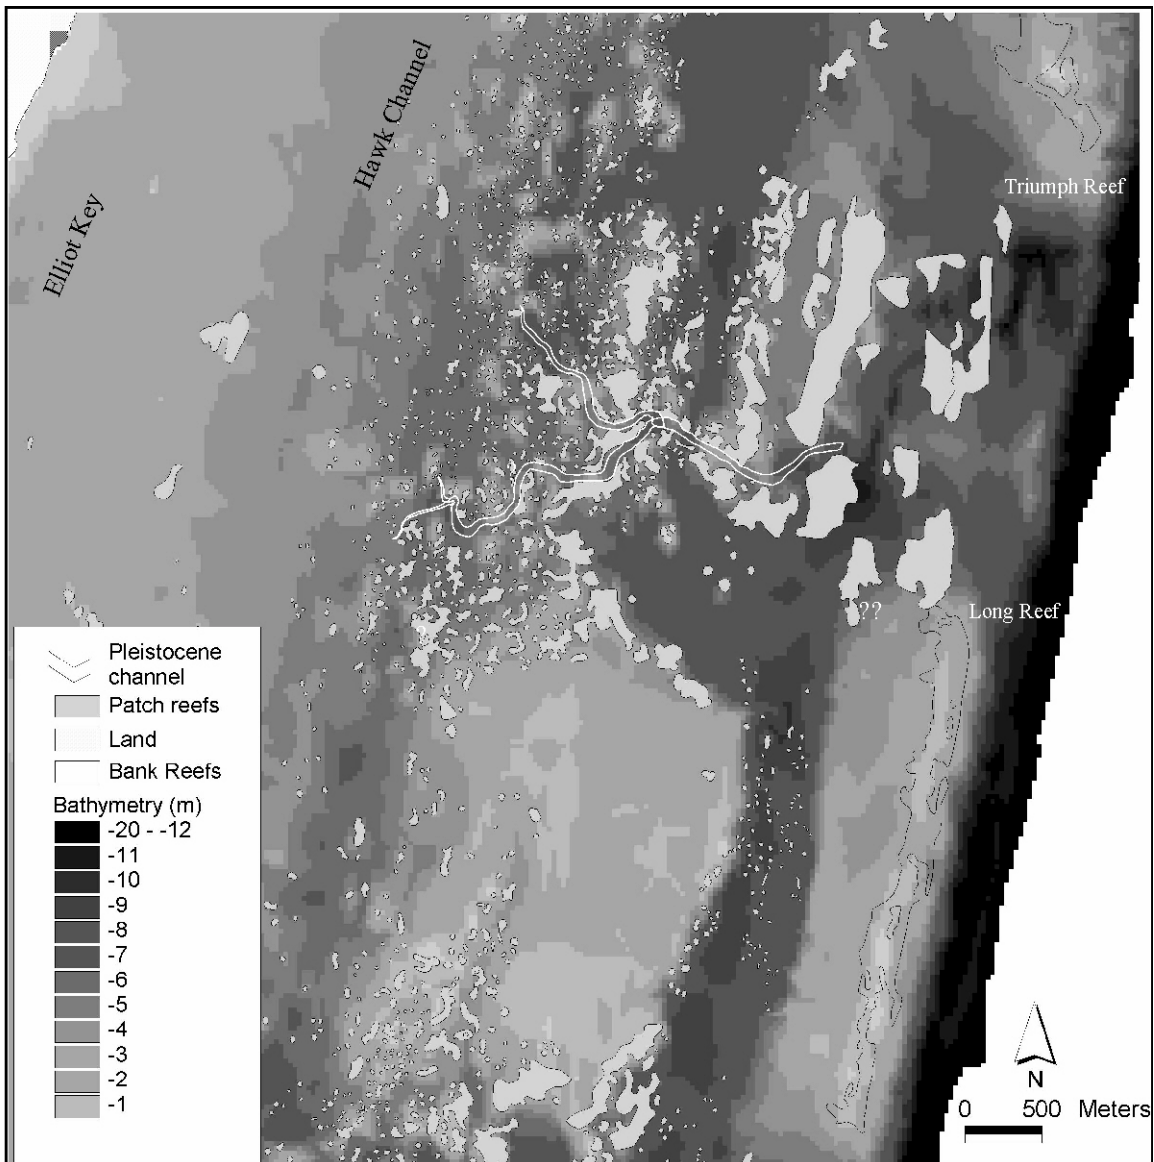 Hawk Channel
Elliot Key
Triumph Reef
??
Long Reef
?
Pleistocene
channel
Patch reefs
Land
Bank Reefs
Bathymetry (m)
-20 - -12
-11
-10
-9
-8
-7
-6
-5
-4
-3
-2
-1
N
0 500 Meters